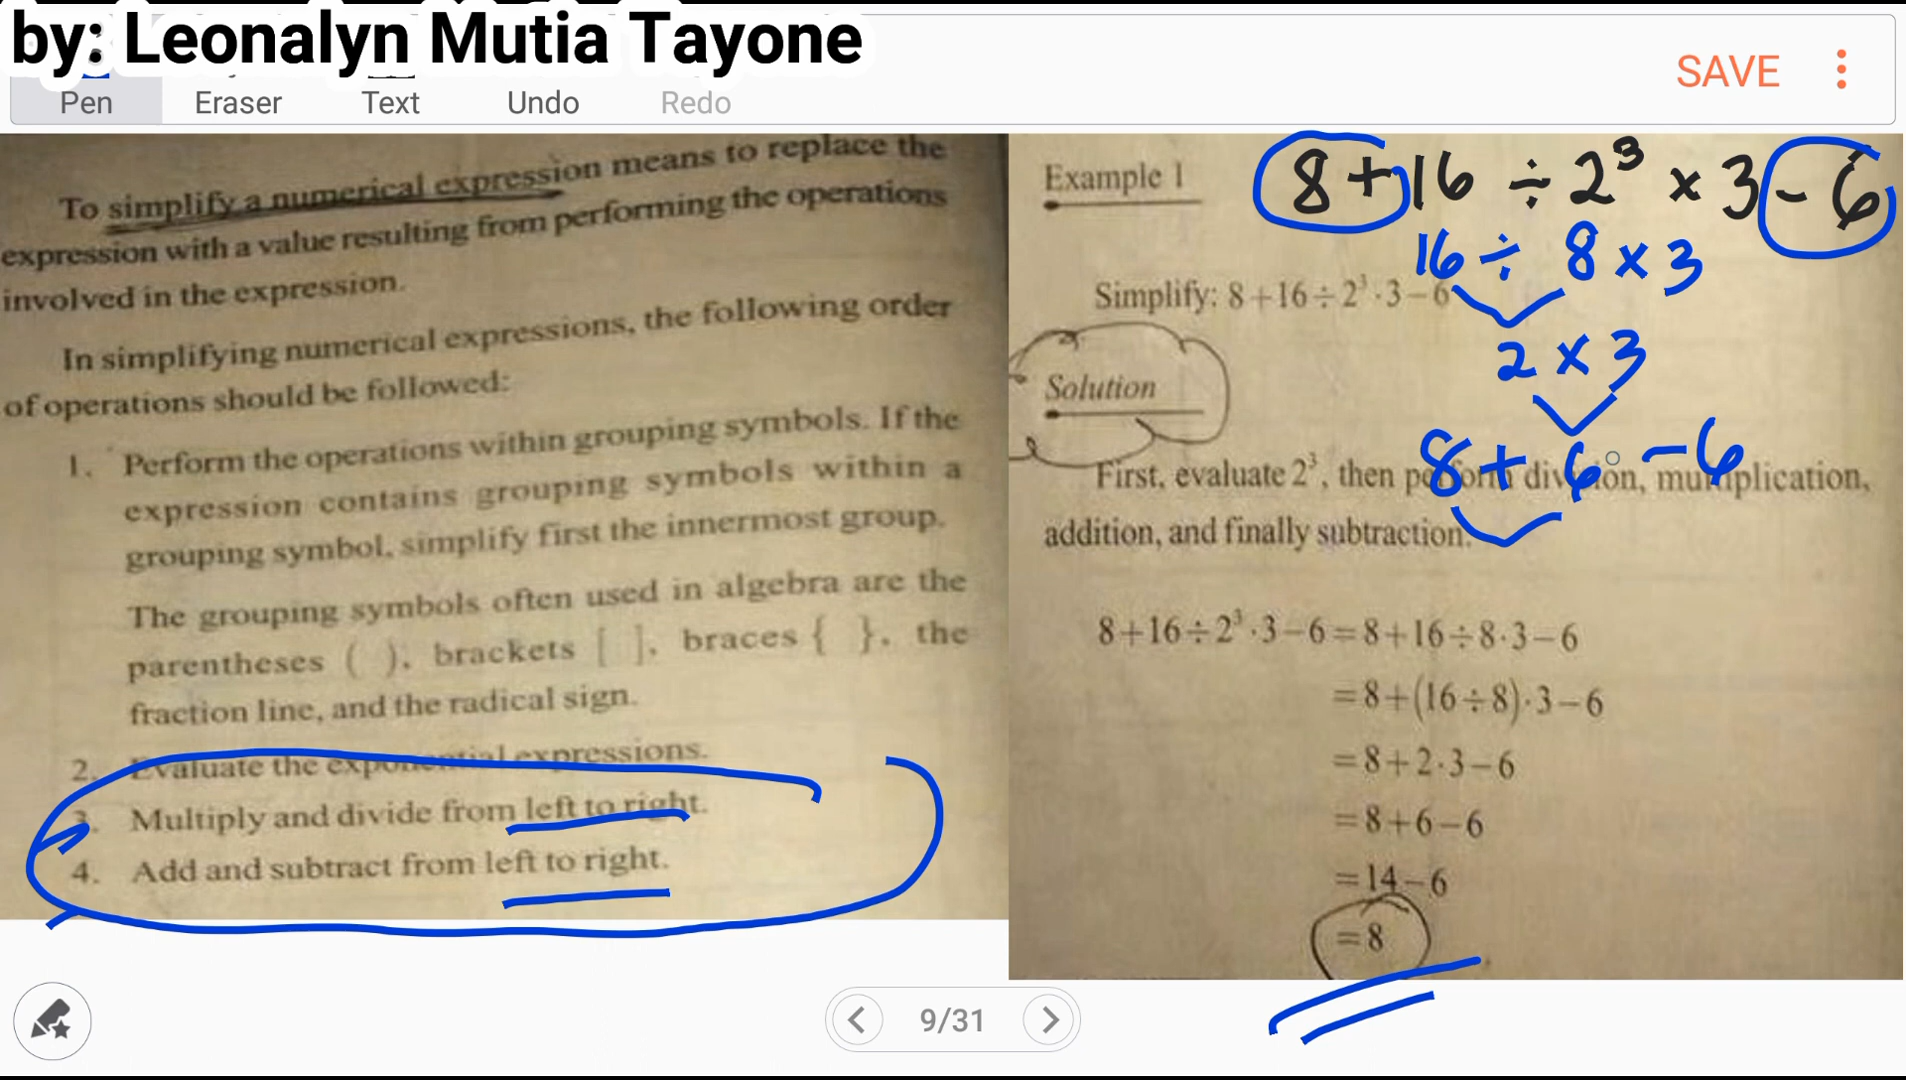 by: Leonalyn Mutia Tayone
Pen Eraser Text Undo Redo SAVE
To simplify a numerical expression means to replace the
expression with a value resulting from performing the operations
involved in the expression.
In simplifying numerical expressions, the following order
of operations should be followed:
1. Perform the operations within grouping symbols. If the
expression contains grouping symbols within a
grouping symbol, simplify first the innermost group.
The grouping symbols often used in algebra are the
parentheses ( ), brackets [ ], braces { }, the
fraction line, and the radical sign.
2. Evaluate the exponential expressions.
3. Multiply and divide from left to right.
4. Add and subtract from left to right.
Example 1
8+16 ÷ 2³ × 3 - 6
16 ÷ 8 × 3
Simplify: 8+16÷2³·3−6
2 × 3
Solution
8 + 6 - 6
First, evaluate 2³, then perform division, multiplication,
addition, and finally subtraction.
8+16÷2³·3−6=8+16÷8·3−6
=8+(16÷8)·3−6
=8+2·3−6
=8+6−6
=14−6
=8
9/31